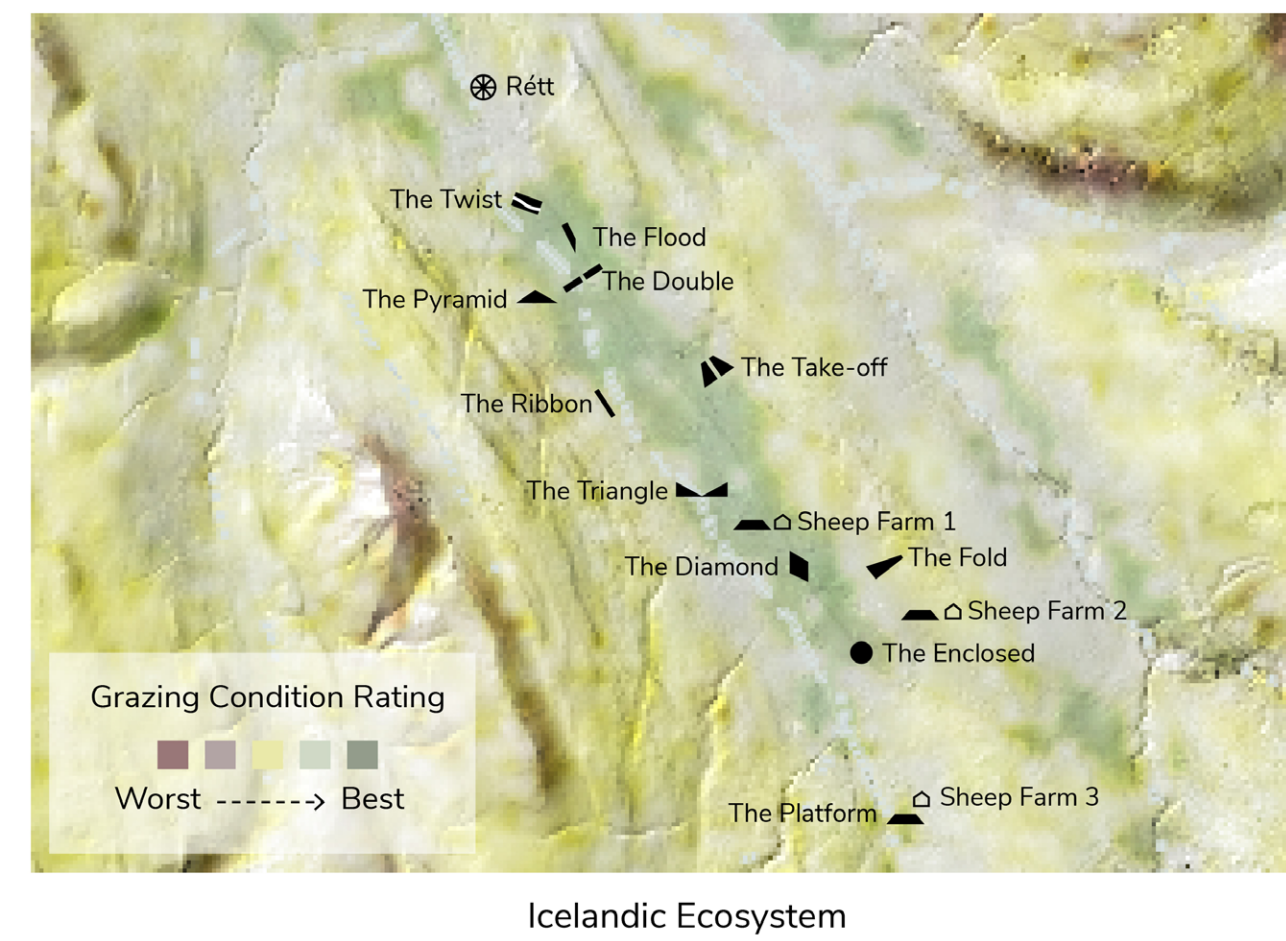 Rétt
The Twist
The Flood
The Double
The Pyramid
The Take-off
The Ribbon
The Triangle
Sheep Farm 1
The Fold
The Diamond
Sheep Farm 2
The Enclosed
Grazing Condition Rating
Worst Best
Sheep Farm 3
The Platform
Icelandic Ecosystem